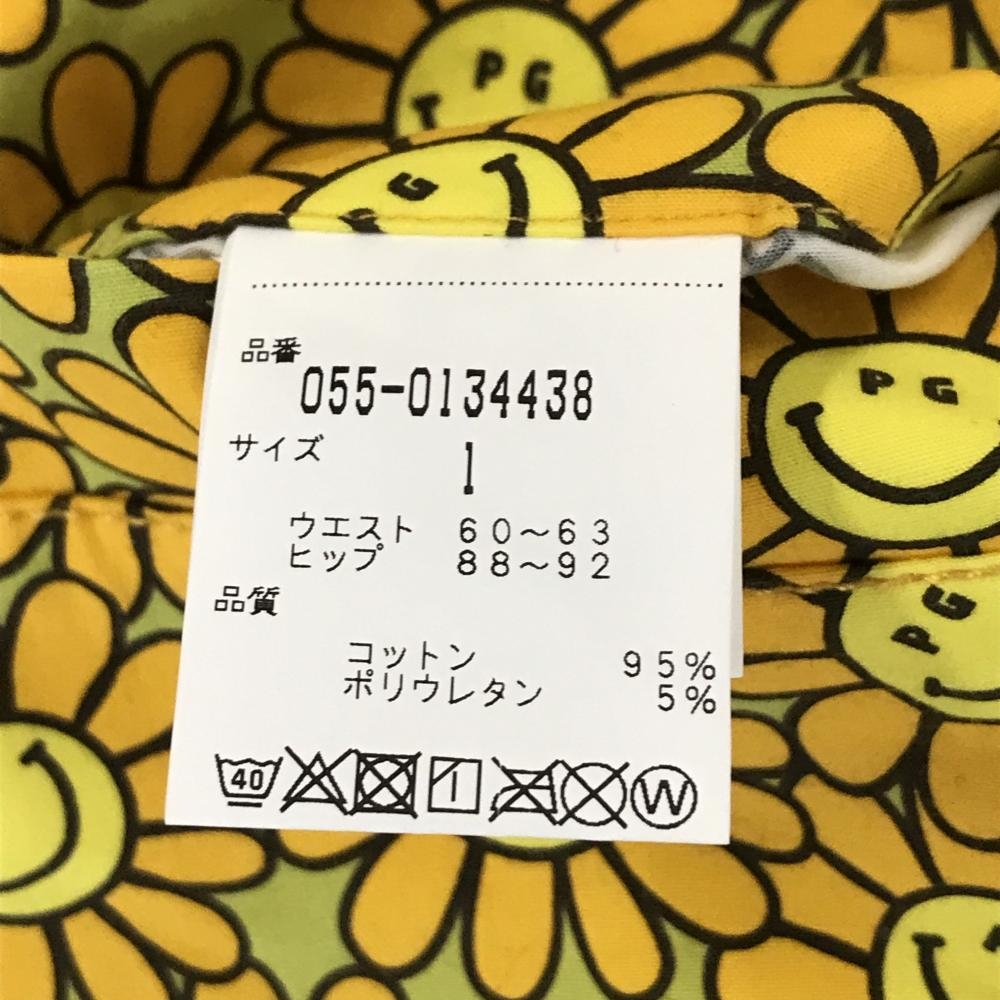 PG
PG
品番
055-0134438
PG
サイズ 1
ウエスト 60～63
ヒップ 88～92
品質
PG
コットン 95%
ポリウレタン 5%
40
W